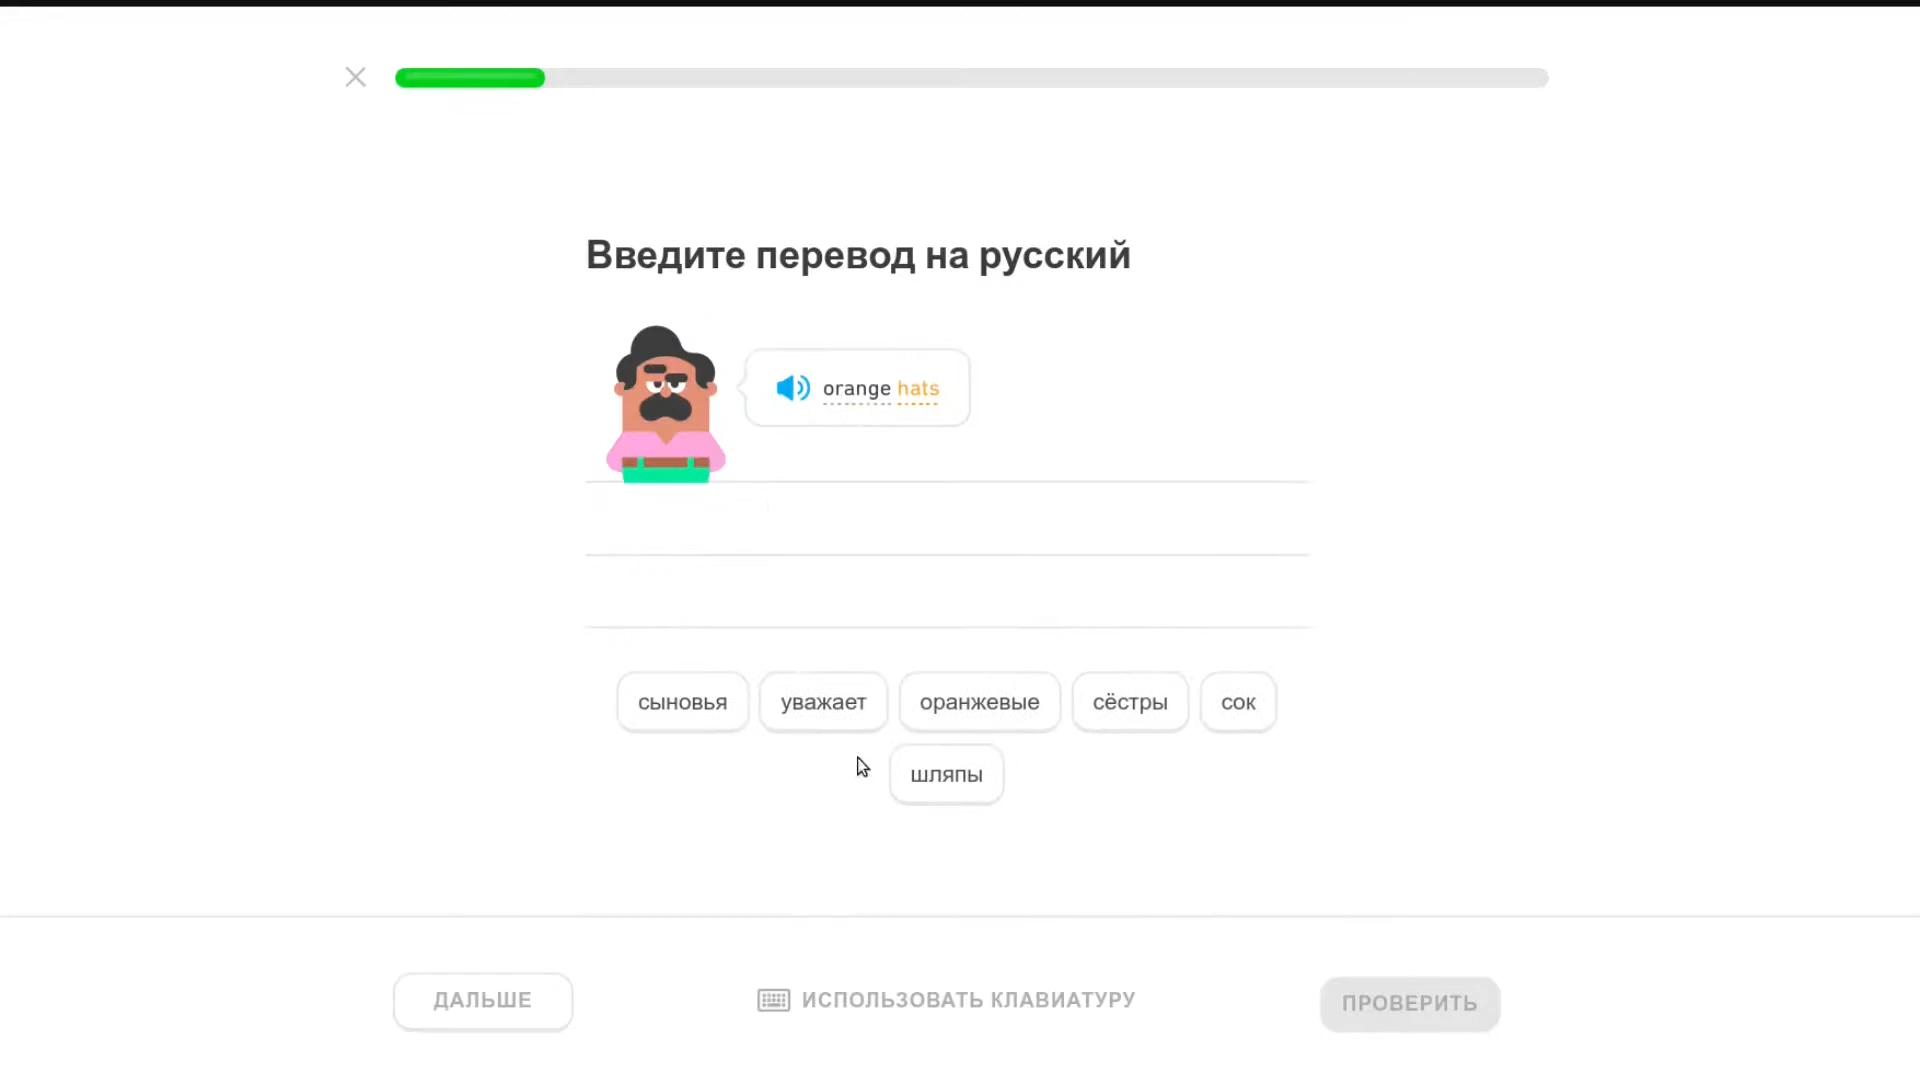 Введите перевод на русский
orange hats
сыновья уважает оранжевые сёстры сок
шляпы
ДАЛЬШЕ ИСПОЛЬЗОВАТЬ КЛАВИАТУРУ ПРОВЕРИТЬ